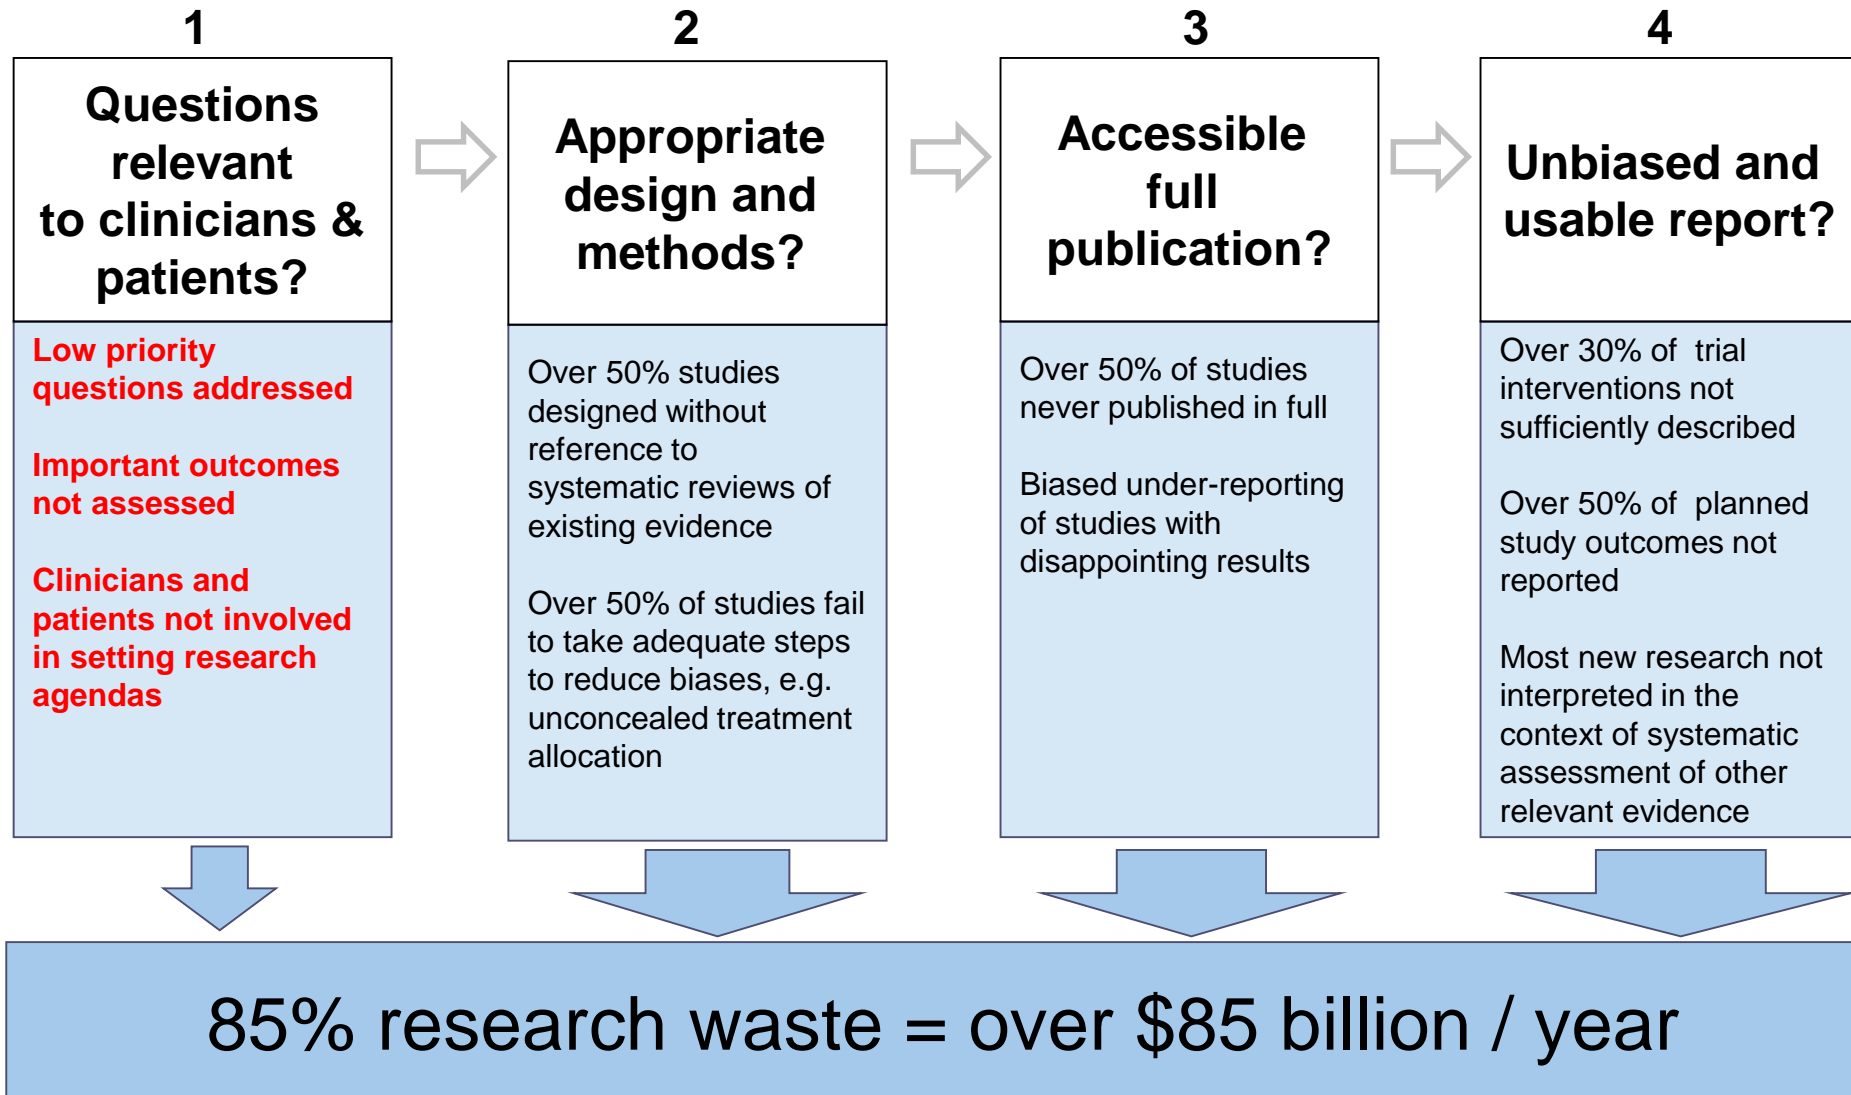 1
Questions
relevant
to clinicians &
patients?
Low priority
questions addressed
Important outcomes
not assessed
Clinicians and
patients not involved
in setting research
agendas
2
Appropriate
design and
methods?
Over 50% studies
designed without
reference to
systematic reviews of
existing evidence
Over 50% of studies fail
to take adequate steps
to reduce biases, e.g.
unconcealed treatment
allocation
3
Accessible
full
publication?
Over 50% of studies
never published in full
Biased under-reporting
of studies with
disappointing results
4
Unbiased and
usable report?
Over 30% of  trial
interventions not
sufficiently described
Over 50% of  planned
study outcomes not
reported
Most new research not
interpreted in the
context of systematic
assessment of other
relevant evidence
85% research waste = over $85 billion / year